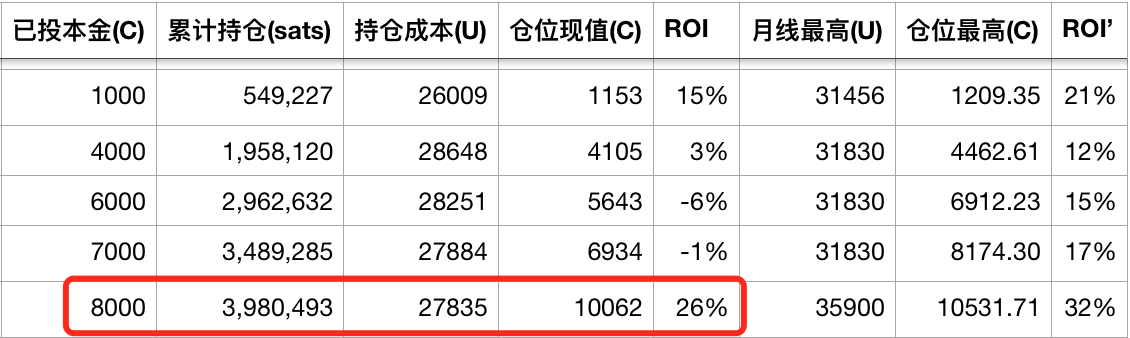 已投本金(C) 累计持仓(sats) 持仓成本(U) 仓位现值(C) ROI 月线最高(U) 仓位最高(C) ROI’
1000 549,227 26009 1153 15% 31456 1209.35 21%
4000 1,958,120 28648 4105 3% 31830 4462.61 12%
6000 2,962,632 28251 5643 -6% 31830 6912.23 15%
7000 3,489,285 27884 6934 -1% 31830 8174.30 17%
8000 3,980,493 27835 10062 26% 35900 10531.71 32%